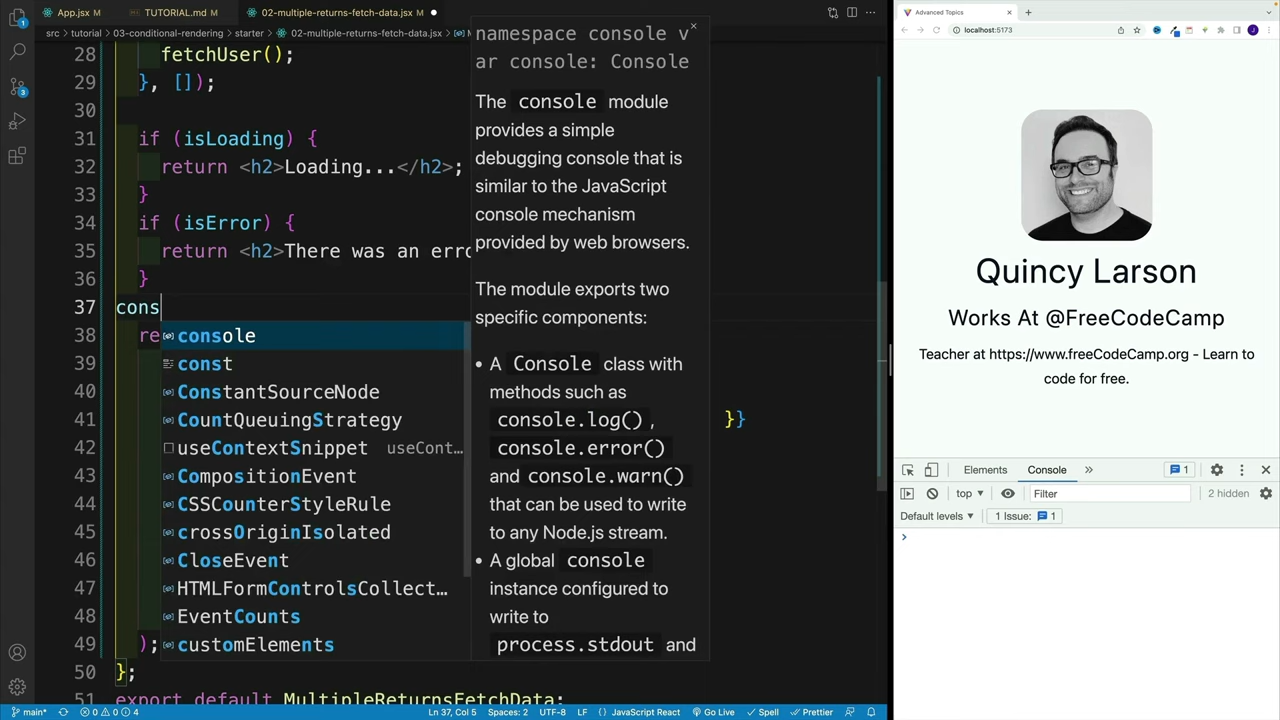 App.jsx M
TUTORIAL.md M
02-multiple-returns-fetch-data.jsx M
src > tutorial > 03-conditional-rendering > s
> 02-multiple-returns-fetch-data.jsx >
28 fetchUser();
29 }, []);
30
31 if (isLoading) {
32 return <h2>Loading...</h2>;
33 }
34 if (isError) {
35 return <h2>There was an erro
36 }
37 cons
38 re
39
40
41 }}
42
43
44
45
46
47
48
49 );
50 };
51 export default MultipleReturnsFetchData;
console
const
ConstantSourceNode
CountQueuingStrategy
useContextSnippet useCont…
CompositionEvent
CSSCounterStyleRule
crossOriginIsolated
CloseEvent
HTMLFormControlsCollect…
EventCounts
customElements
namespace console v
ar console: Console
The console module
provides a simple
debugging console that is
similar to the JavaScript
console mechanism
provided by web browsers.
The module exports two
specific components:
• A Console class with
methods such as
console.log() ,
console.error()
and console.warn()
that can be used to write
to any Node.js stream.
• A global console
instance configured to
write to
process.stdout and
1
3
main*
0 0 4
Ln 37, Col 5
Spaces: 2
UTF-8
LF
{ } JavaScript React
Go Live
Spell
Prettier
Advanced Topics
localhost:5173
J
Quincy Larson
Works At @FreeCodeCamp
Teacher at https://www.freeCodeCamp.org - Learn to
code for free.
Elements
Console
»
1
top
Filter
2 hidden
Default levels
1 Issue: 1